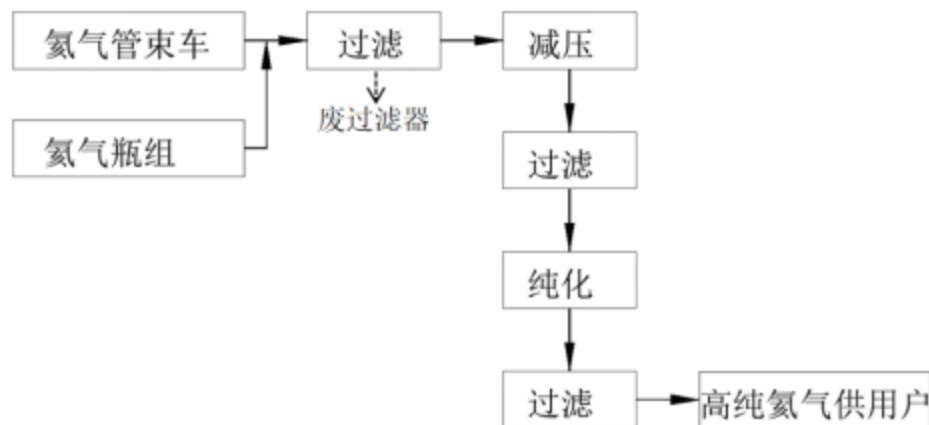 氦气管束车
过滤
减压
废过滤器
氦气瓶组
过滤
纯化
过滤
高纯氦气供用户